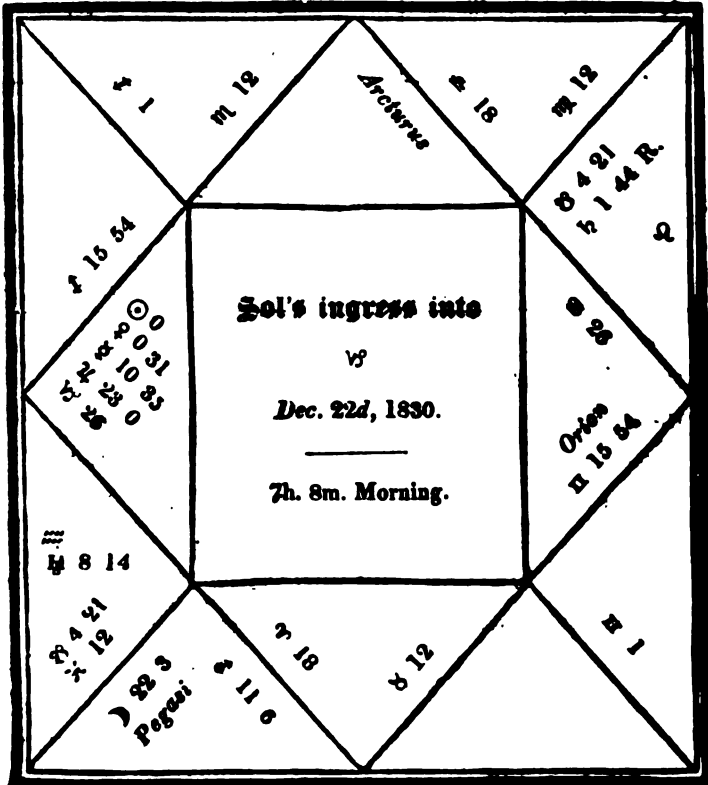 ♐ 1
♏ 12
Arcturus
♎ 18
♍ 12
☋ 4 21
♄ 1 44 R.
♌
♐ 15 54
☉ 0
0 31
10 35
♃ 23 0
♑ 26
Sol's ingress into
♑
Dec. 22d, 1830.
7h. 8m. Morning.
♋ 26
Orion
♊ 15 54
♒
♅ 8 14
☊ 4 21
♓ 12
☽ 22 3
Pegasi
11 6
♈ 18
♉ 12
♊ 1